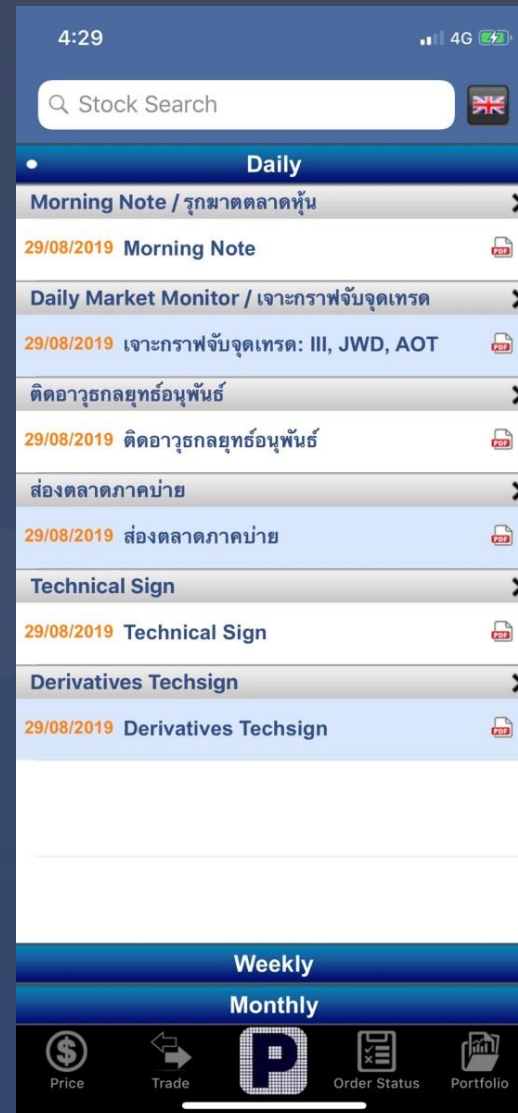 4:29
4G
Stock Search
Daily
Morning Note / รุกฆาตตลาดหุ้น
29/08/2019 Morning Note
PDF
Daily Market Monitor / เจาะกราฟจับจุดเทรด
29/08/2019 เจาะกราฟจับจุดเทรด: III, JWD, AOT
PDF
ติดอาวุธกลยุทธ์อนุพันธ์
29/08/2019 ติดอาวุธกลยุทธ์อนุพันธ์
PDF
ส่องตลาดภาคบ่าย
29/08/2019 ส่องตลาดภาคบ่าย
PDF
Technical Sign
29/08/2019 Technical Sign
PDF
Derivatives Techsign
29/08/2019 Derivatives Techsign
PDF
Weekly
Monthly
P
Price Trade Order Status Portfolio